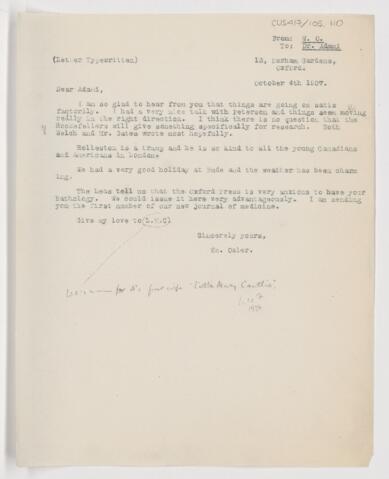 CUS417/105.110
From: W. O.
To: Dr. Adami
(Letter Typewritten)
13, Norham Gardens,
Oxford.
October 4th 1907.
Dear Adami,
I am so glad to hear from you that things are going on satis
factorily. I had a very nice talk with Peterson and things seem moving
really in the right direction. I think there is no question that the
Rockefellers will give something specifically for research. Both
Welch and Mr. Gates wrote most hopefully.
Rolleston is a trump and he is so kind to all the young Canadians
and Americans in London.
We had a very good holiday at Bude and the weather has been charm
ing.
tell us that the Oxford Press is very anxious to have your
Pathology. We could issue it here very advantageously. I am sending
you the first number of our new journal of medicine.
Give my love to L.M.C)
Sincerely yours,
Wm. Osler.
for A's first wife "Lottie Mary Cantlie".